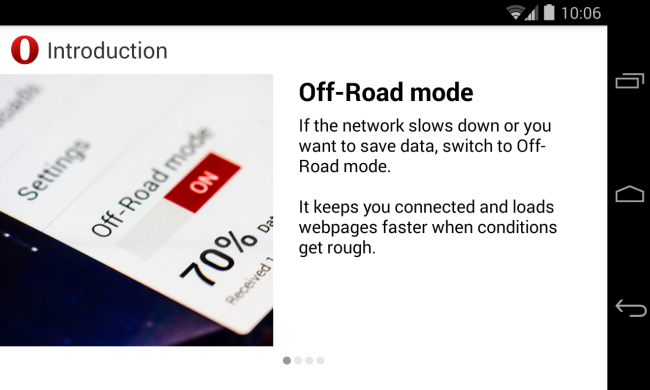 10:06
Introduction
Settings
Off-Road mode
ON
70%
Received
Off-Road mode
If the network slows down or you
want to save data, switch to Off-
Road mode.
It keeps you connected and loads
webpages faster when conditions
get rough.